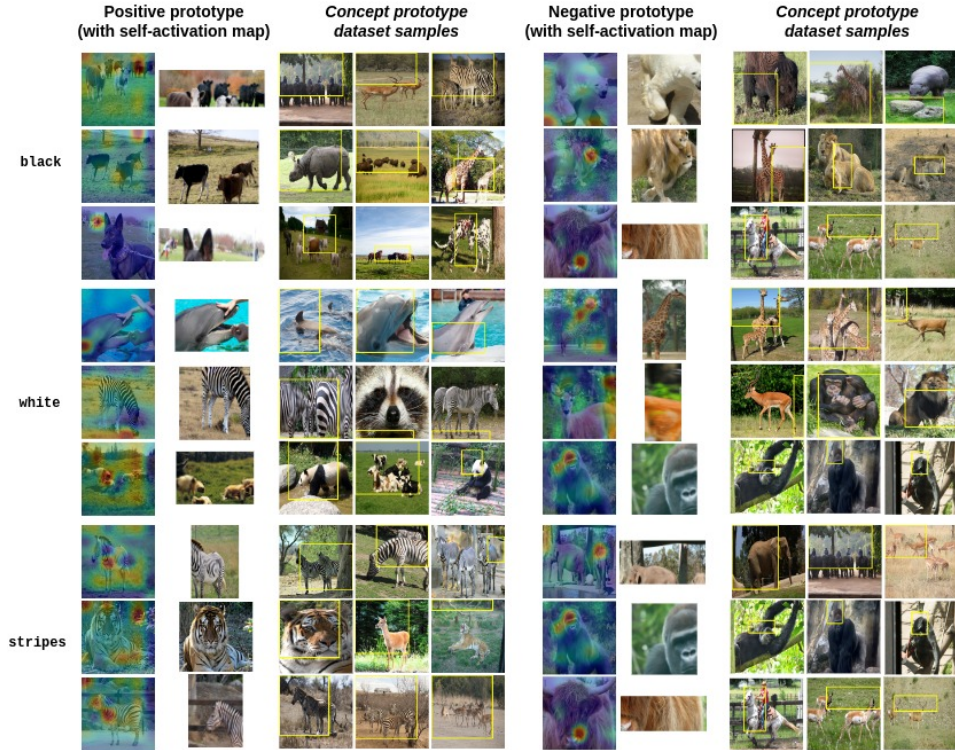 Positive prototype
(with self-activation map)
Concept prototype
dataset samples
Negative prototype
(with self-activation map)
Concept prototype
dataset samples
black
white
stripes